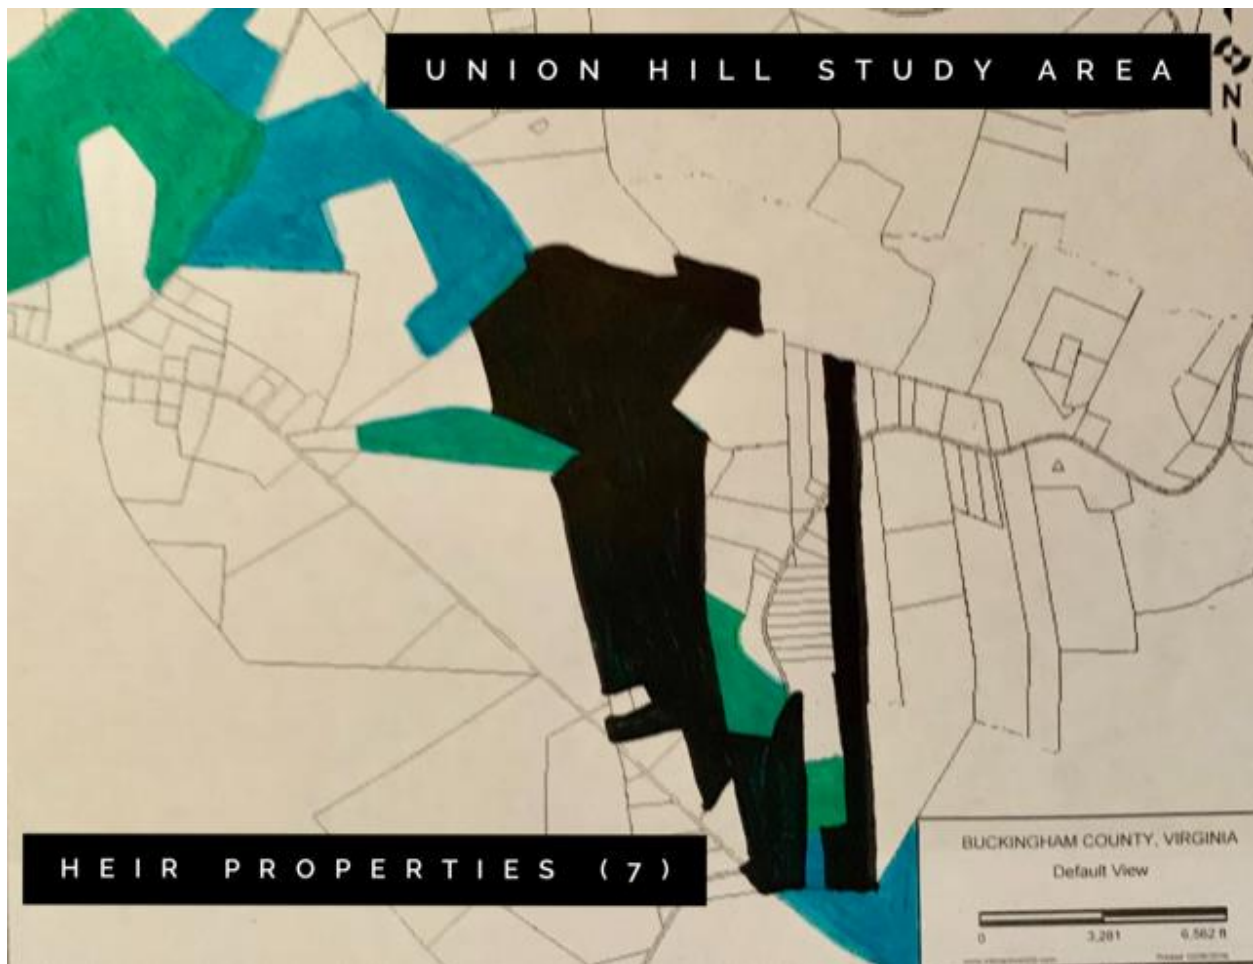 UNION HILL STUDY AREA
N
HEIR PROPERTIES (7)
BUCKINGHAM COUNTY, VIRGINIA
Default View
0 3,281 6,562 ft